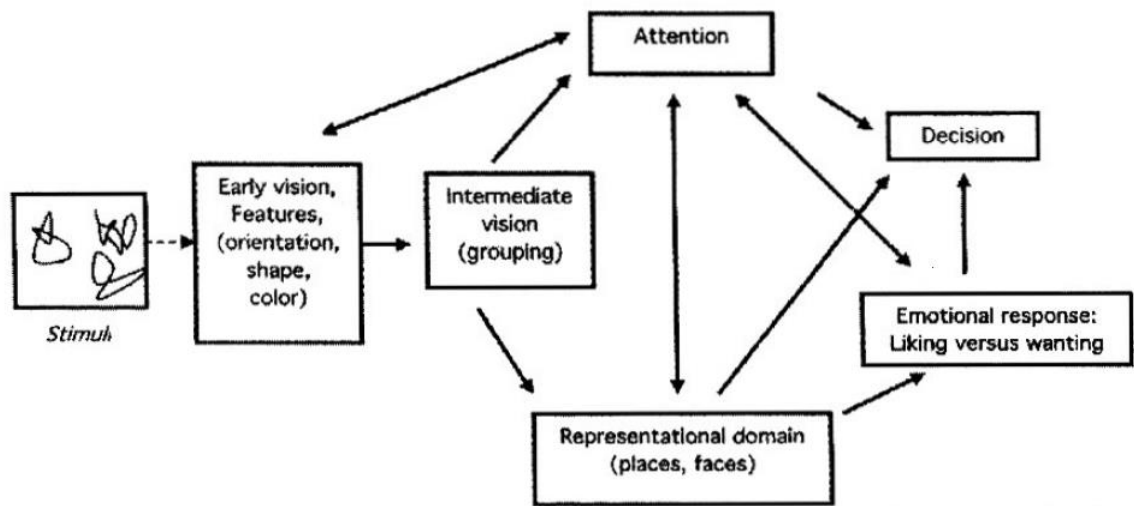 Attention
Decision
Early vision,
Features,
(orientation,
shape,
color)
Intermediate
vision
(grouping)
Stimuli
Emotional response:
Liking versus wanting
Representational domain
(places, faces)